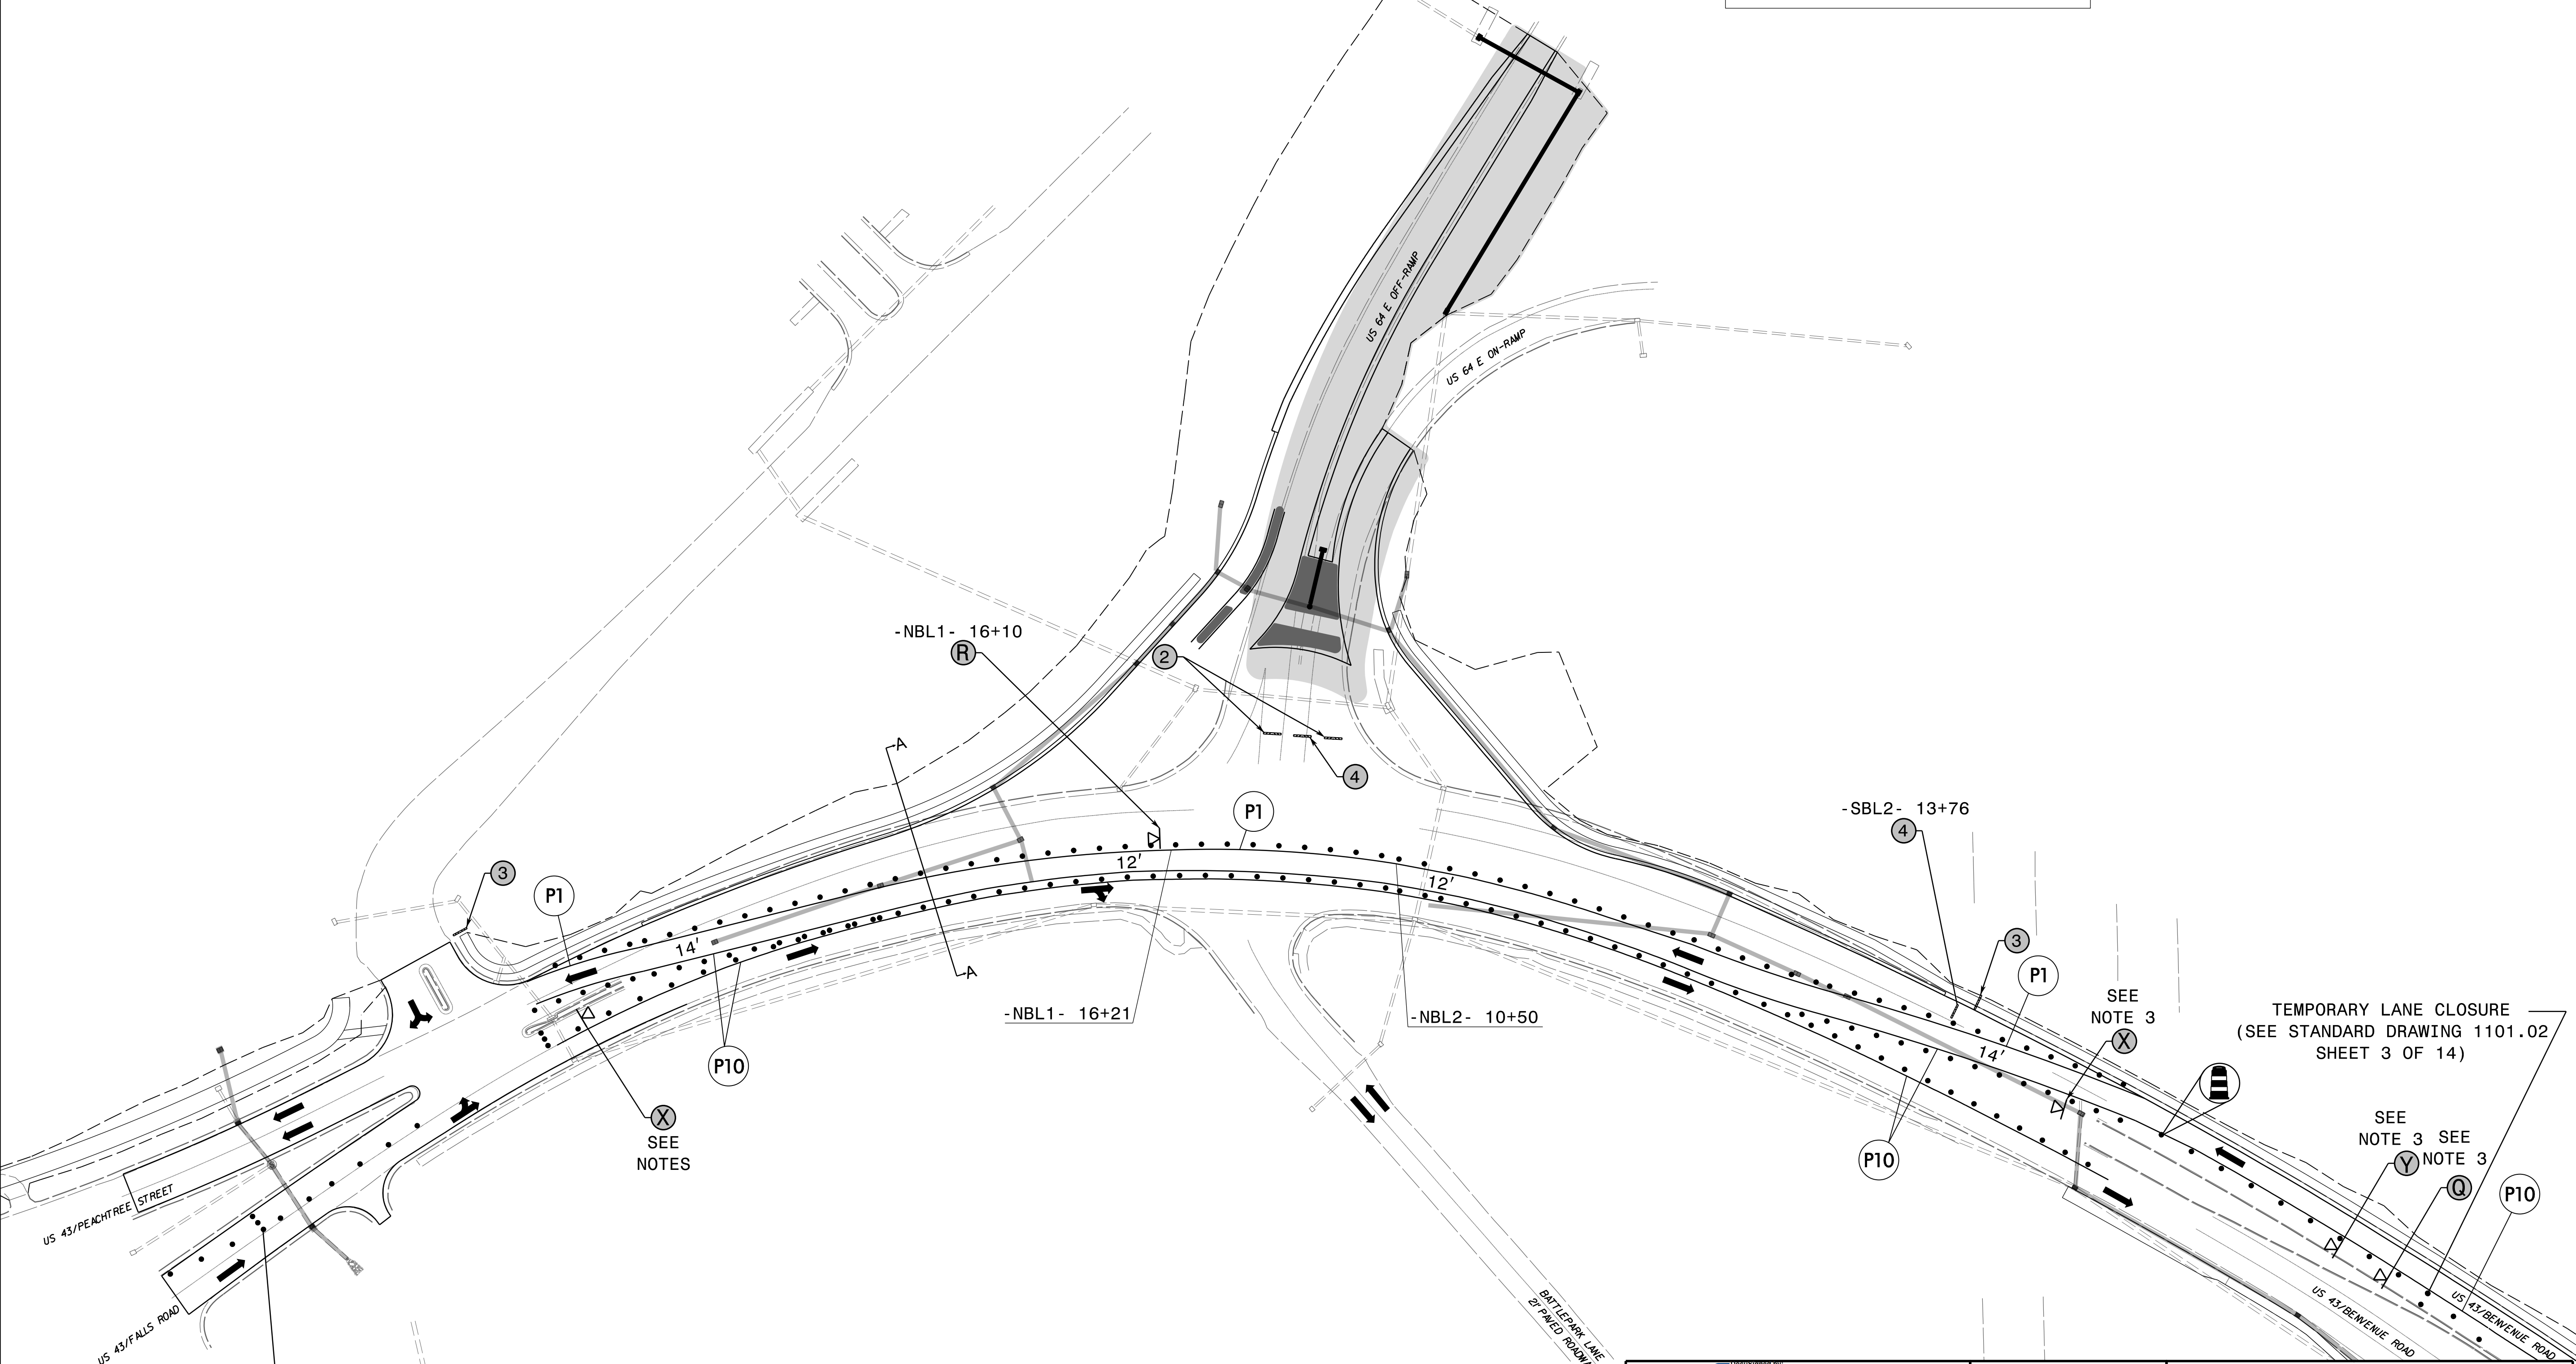 US 64 E OFF-RAMP
US 64 E ON-RAMP
-NBL1- 16+10
R
2
A
4
P1
-SBL2- 13+76
4
12'
12'
3
P1
3
P1
14'
A
-NBL1- 16+21
-NBL2- 10+50
14'
SEE
NOTE 3
X
TEMPORARY LANE CLOSURE
(SEE STANDARD DRAWING 1101.02
SHEET 3 OF 14)
P10
X
SEE
NOTES
P10
SEE
NOTE 3
Y
SEE
NOTE 3
Q
P10
US 43/PEACHTREE STREET
US 43/FALLS ROAD
BATTLEPARK LANE
21' PAVED ROADWA
US 43/BENVENUE ROAD
US 43/BENVENUE ROAD